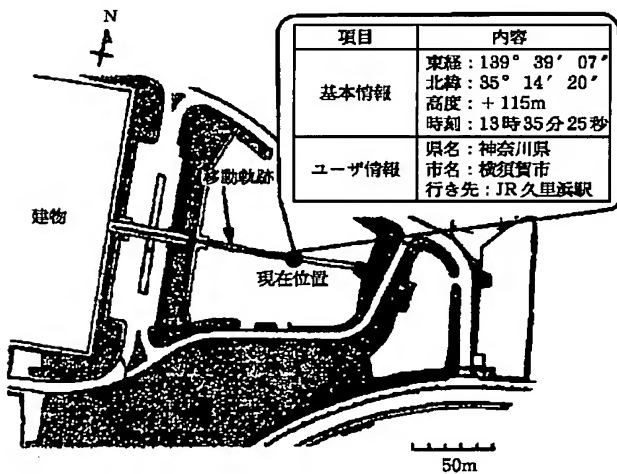 N
項目 内容
基本情報
東経：139° 39′ 07″
北緯：35° 14′ 20″
高度：+115m
時刻：13時35分25秒
ユーザ情報
県名：神奈川県
市名：横須賀市
行き先：JR久里浜駅
移動軌跡
建物
現在位置
50m